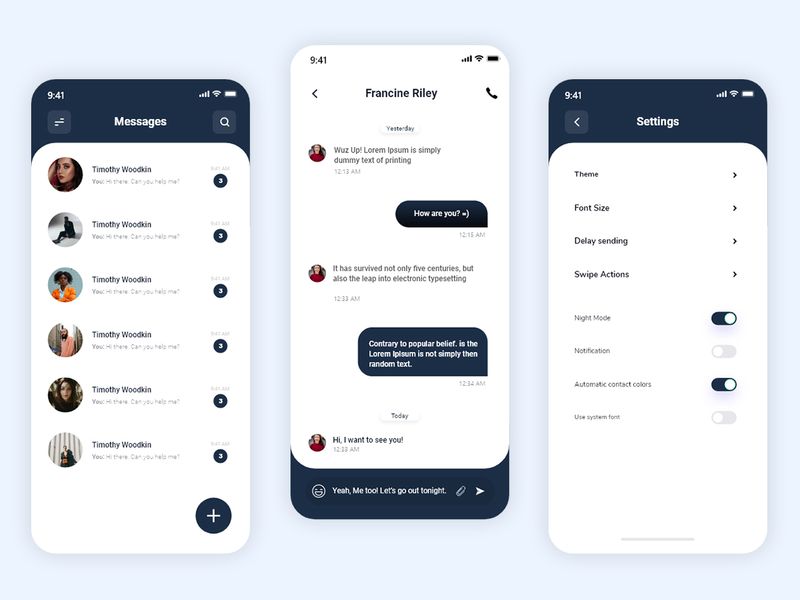 9:41
Messages
Timothy Woodkin
9:41 AM
You: Hi there. Can you help me?
3
Timothy Woodkin
9:41 AM
You: Hi there. Can you help me?
3
Timothy Woodkin
9:41 AM
You: Hi there. Can you help me?
3
Timothy Woodkin
9:41 AM
You: Hi there. Can you help me?
3
Timothy Woodkin
9:41 AM
You: Hi there. Can you help me?
3
Timothy Woodkin
9:41 AM
You: Hi there. Can you help me?
3
9:41
Francine Riley
Yesterday
Wuz Up! Lorem Ipsum is simply
dummy text of printing
12:13 AM
How are you? =)
12:15 AM
It has survived not only five centuries, but
also the leap into electronic typesetting
12:33 AM
Contrary to popular belief. is the
Lorem Ipsum is not simply then
random text.
12:34 AM
Today
Hi, I want to see you!
12:33 AM
Yeah, Me too! Let's go out tonight.
9:41
Settings
Theme
Font Size
Delay sending
Swipe Actions
Night Mode
Notification
Automatic contact colors
Use system font